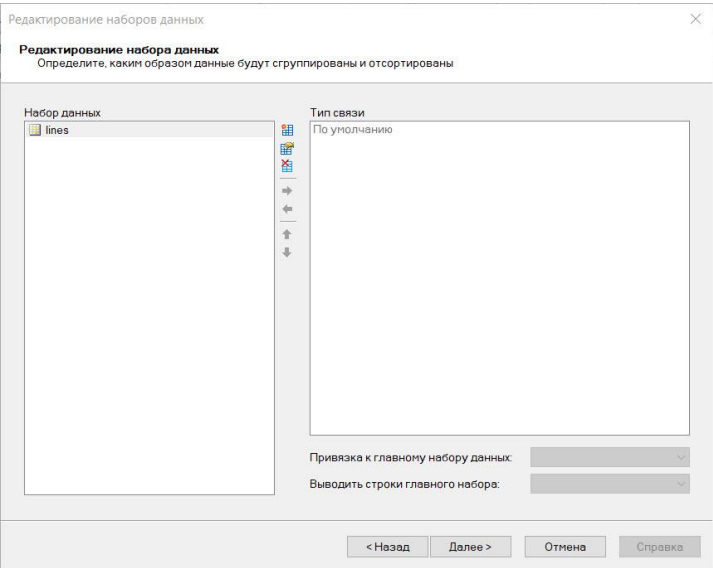 Редактирование наборов данных
Редактирование набора данных
Определите, каким образом данные будут сгруппированы и отсортированы
Набор данных
lines
Тип связи
По умолчанию
Привязка к главному набору данных:
Выводить строки главного набора:
< Назад
Далее >
Отмена
Справка